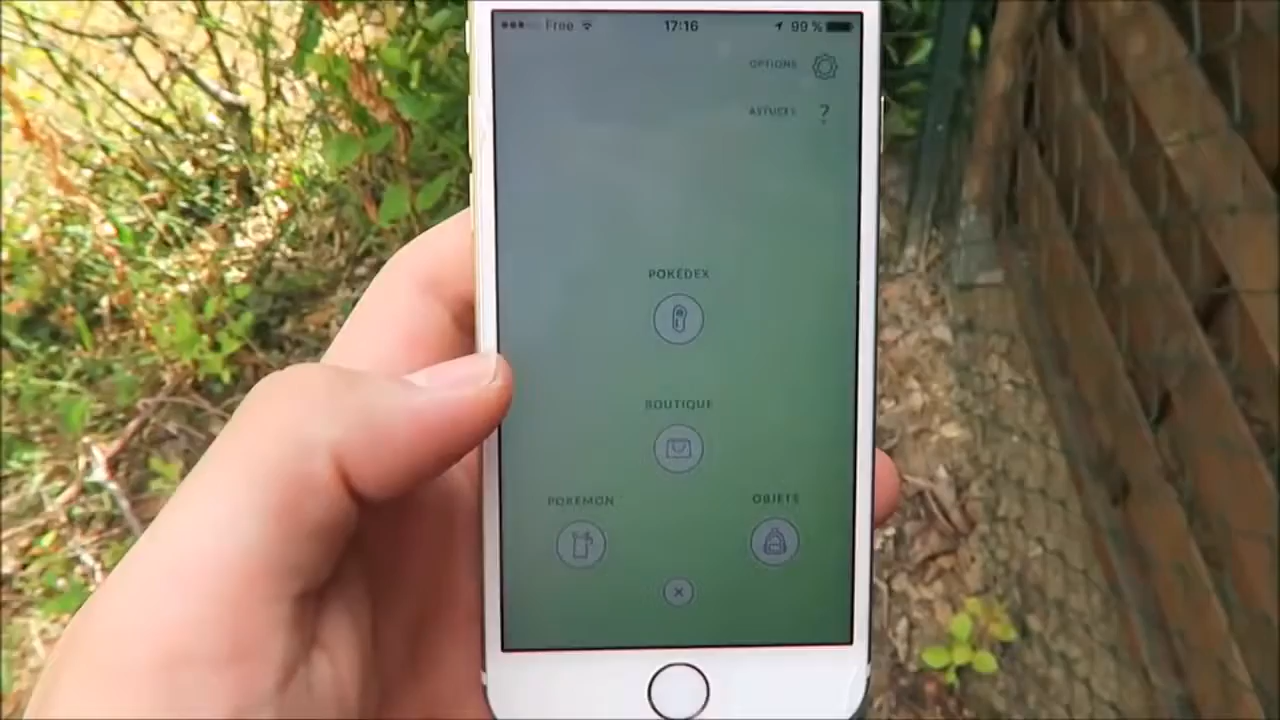 Free 17:16 99 %
OPTIONS
ASTUCES ?
POKÉDEX
BOUTIQUE
POKÉMON OBJETS